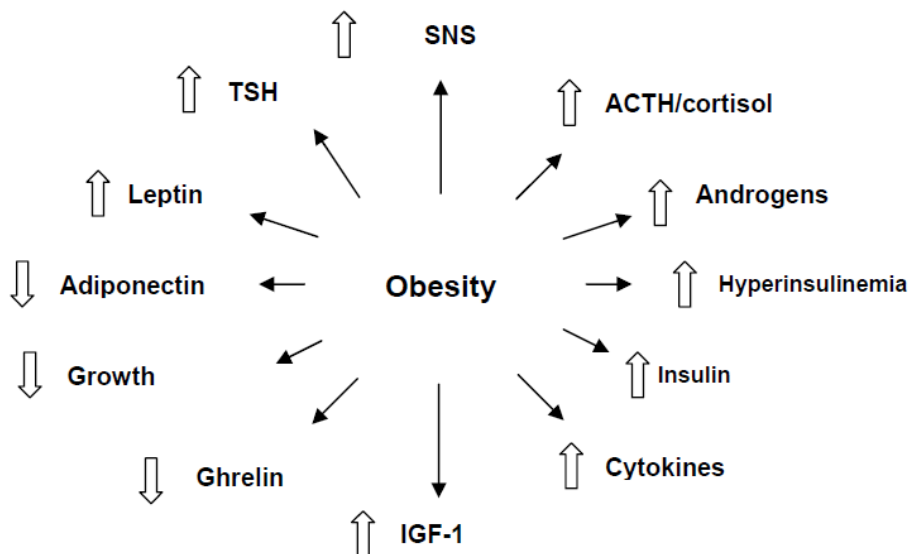 SNS
TSH
ACTH/cortisol
Leptin
Androgens
Adiponectin
Obesity
Hyperinsulinemia
Growth
Insulin
Ghrelin
Cytokines
IGF-1